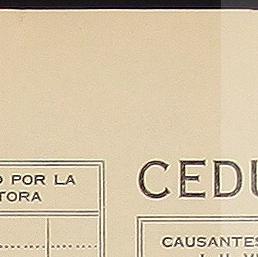 O POR LA
TORA
CEDU
CAUSANTES